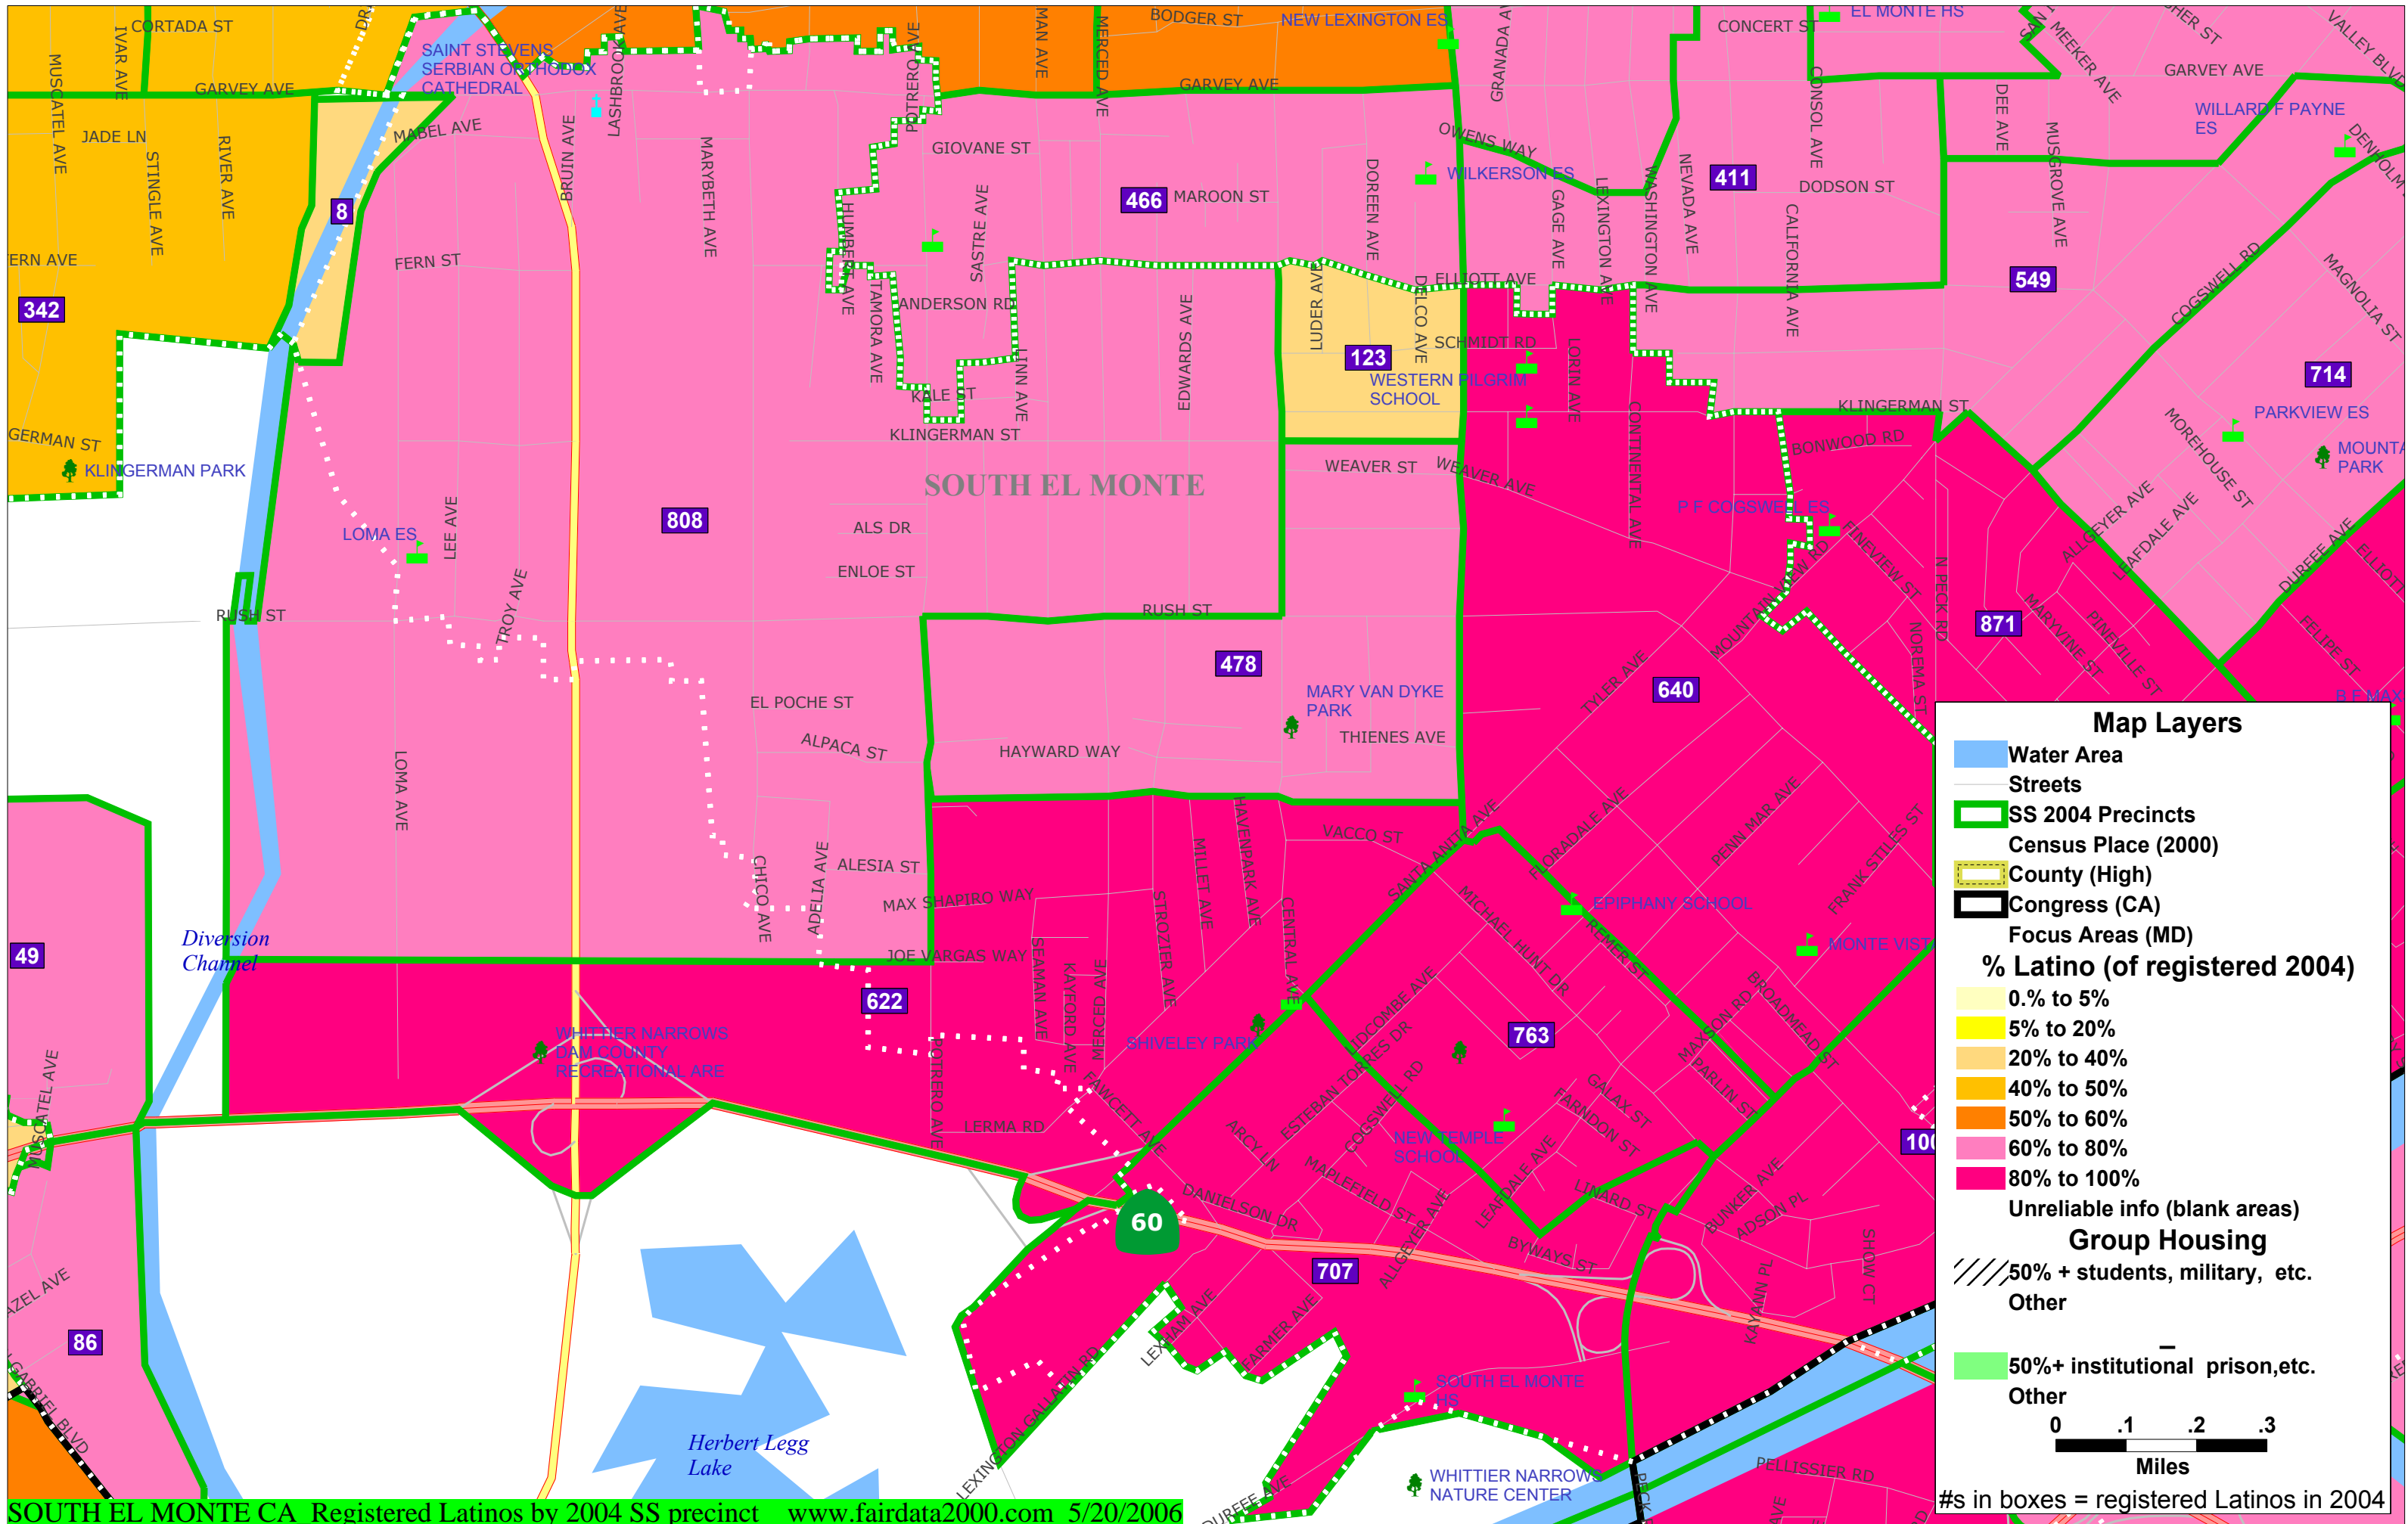 CORTADA ST
IVAR AVE
MUSCATEL AVE
GARVEY AVE
JADE LN
STINGLE AVE
RIVER AVE
SAINT STEVENS
SERBIAN ORTHODOX
CATHEDRAL
LASHBROOK AVE
POTRERO AVE
MERCED AVE
BODGER ST
NEW LEXINGTON ES
GARVEY AVE
CONCERT ST
EL MONTE HS
MEEKER AVE
GARVEY AVE
VALLEY BLVD
WILLARD F PAYNE
ES
MABEL AVE
BRUIN AVE
MARYBETH AVE
GIOVANE ST
OWENS WAY
WILKERSON ES
CONSOL AVE
DEE AVE
MUSGROVE AVE
8
HUMBERT AVE
SASTRE AVE
466
MAROON ST
DOREEN AVE
GAGE AVE
LEXINGTON AVE
WASHINGTON AVE
NEVADA AVE
411
DODSON ST
CALIFORNIA AVE
FERN ST
342
TAMORA AVE
ANDERSON RD
ELLIOTT AVE
549
COGSWELL RD
MAGNOLIA ST
LINN AVE
EDWARDS AVE
LUDER AVE
DELCO AVE
123
SCHMIDT RD
LORIN AVE
WESTERN PILGRIM
SCHOOL
714
KALE ST
KLINGERMAN ST
CONTINENTAL AVE
KLINGERMAN ST
PARKVIEW ES
MOREHOUSE ST
GERMAN ST
KLINGERMAN PARK
BONWOOD RD
PARK
WEAVER ST
WEAVER AVE
SOUTH EL MONTE
LOMA ES
LEE AVE
808
ALS DR
P F COGSWELL ES
PINEVIEW ST
ALLGEYER AVE
LEAFDALE AVE
DURFEE AVE
ENLOE ST
N PECK RD
TROY AVE
RUSH ST
RUSH ST
MOUNTAIN VIEW RD
NOREMA ST
871
MARYVINE ST
PINEVILLE ST
FELIPE ST
478
TYLER AVE
640
MARY VAN DYKE
PARK
EL POCHE ST
ALPACA ST
HAYWARD WAY
THIENES AVE
LOMA AVE
VACCO ST
SANTA ANITA AVE
FLORADALE AVE
PENN MAR AVE
FRANK STILES ST
CHICO AVE
ADELIA AVE
ALESIA ST
MAX SHAPIRO WAY
MILLET AVE
HAVENPARK AVE
STROZIER AVE
CENTRAL AVE
MICHAEL HUNT DR
EPIPHANY SCHOOL
REMER ST
Diversion
Channel
49
JOE VARGAS WAY
SEAMAN AVE
KAYFORD AVE
MERCED AVE
622
LIDCOMBE AVE
763
MAXSON RD
BROADMEAD ST
WHITTIER NARROWS
DAM COUNTY
RECREATIONAL ARE
SHIVELEY PARK
ESTEBAN TORRES DR
COGSWELL RD
GALAX ST
FARNDON ST
PARLIN ST
MUSCATEL AVE
POTRERO AVE
LERMA RD
FAWCETT AVE
ARCY LN
NEW TEMPLE
SCHOOL
MAPLEFIELD ST
LEAFDALE AVE
LINARD ST
BUNKER AVE
ADSON PL
60
DANIELSON DR
ALLGEYER AVE
BYWAYS ST
SHOW CT
KAYANN PL
707
86
LEXHAM AVE
FARMER AVE
SOUTH EL MONTE
HS
LEXINGTON GALLATIN RD
Herbert Legg
Lake
WHITTIER NARROWS
NATURE CENTER
PELLISSIER RD
PECK
Map Layers
Water Area
Streets
SS 2004 Precincts
Census Place (2000)
County (High)
Congress (CA)
Focus Areas (MD)
% Latino (of registered 2004)
0.% to 5%
5% to 20%
20% to 40%
40% to 50%
50% to 60%
60% to 80%
80% to 100%
Unreliable info (blank areas)
Group Housing
50% + students, military, etc.
Other
50%+ institutional prison,etc.
Other
0 .1 .2 .3
Miles
#s in boxes = registered Latinos in 2004
SOUTH EL MONTE CA Registered Latinos by 2004 SS precinct www.fairdata2000.com 5/20/2006